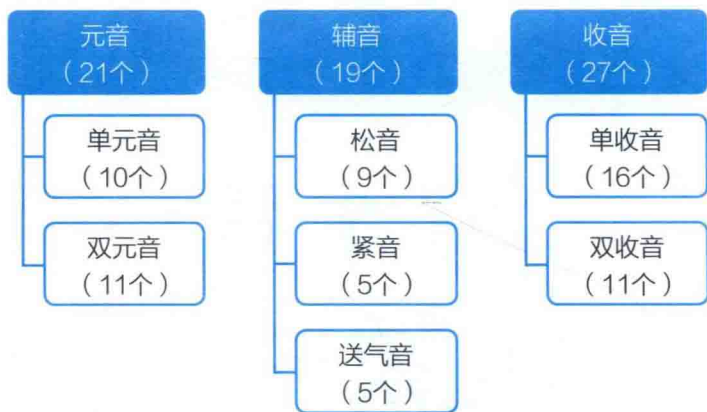 元音
（21个）
单元音
（10个）
双元音
（11个）
辅音
（19个）
松音
（9个）
紧音
（5个）
送气音
（5个）
收音
（27个）
单收音
（16个）
双收音
（11个）